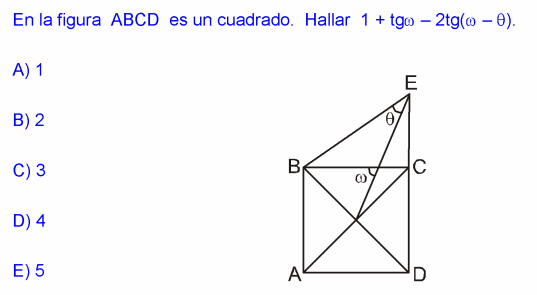 En la figura ABCD es un cuadrado. Hallar 1 + tgω – 2tg(ω – θ).
A) 1
B) 2
C) 3
D) 4
E) 5
E
θ
B
ω
C
A
D